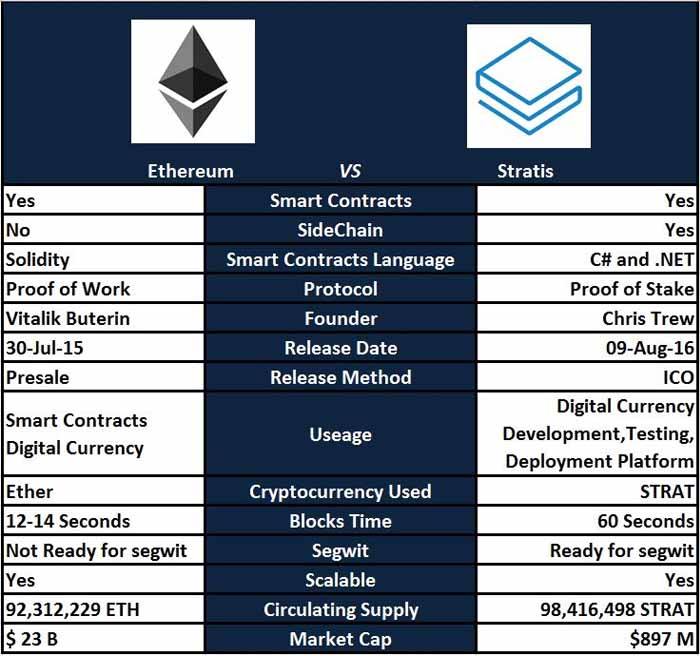 Ethereum VS Stratis
Yes Smart Contracts Yes
No SideChain Yes
Solidity Smart Contracts Language C# and .NET
Proof of Work Protocol Proof of Stake
Vitalik Buterin Founder Chris Trew
30-Jul-15 Release Date 09-Aug-16
Presale Release Method ICO
Smart Contracts
Digital Currency
Useage
Digital Currency
Development,Testing,
Deployment Platform
Ether Cryptocurrency Used STRAT
12-14 Seconds Blocks Time 60 Seconds
Not Ready for segwit Segwit Ready for segwit
Yes Scalable Yes
92,312,229 ETH Circulating Supply 98,416,498 STRAT
$ 23 B Market Cap $897 M